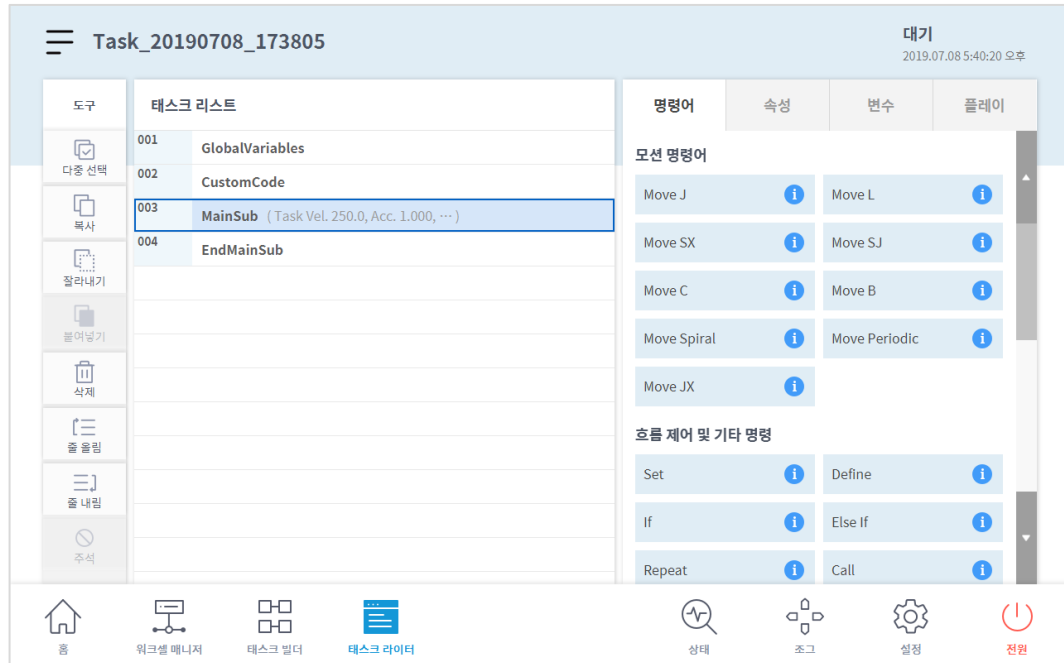 Task_20190708_173805
대기
2019.07.08 5:40:20 오후
도구
다중 선택
복사
잘라내기
붙여넣기
삭제
줄 올림
줄 내림
주석
태스크 리스트
001 GlobalVariables
002 CustomCode
003 MainSub (Task Vel. 250.0, Acc. 1.000, ⋯)
004 EndMainSub
명령어 속성 변수 플레이
모션 명령어
Move J Move L
Move SX Move SJ
Move C Move B
Move Spiral Move Periodic
Move JX
흐름 제어 및 기타 명령
Set Define
If Else If
Repeat Call
홈 워크셀 매니저 태스크 빌더 태스크 라이터 상태 조그 설정 전원